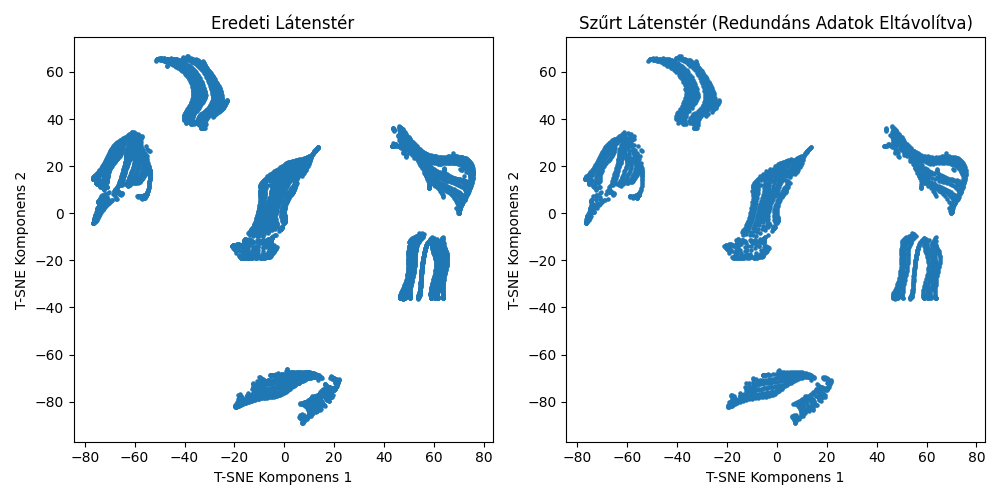 Eredeti Látenstér
60
40
20
0
−20
−40
−60
−80
T-SNE Komponens 2
−80 −60 −40 −20 0 20 40 60 80
T-SNE Komponens 1
Szűrt Látenstér (Redundáns Adatok Eltávolítva)
60
40
20
0
−20
−40
−60
−80
T-SNE Komponens 2
−80 −60 −40 −20 0 20 40 60 80
T-SNE Komponens 1